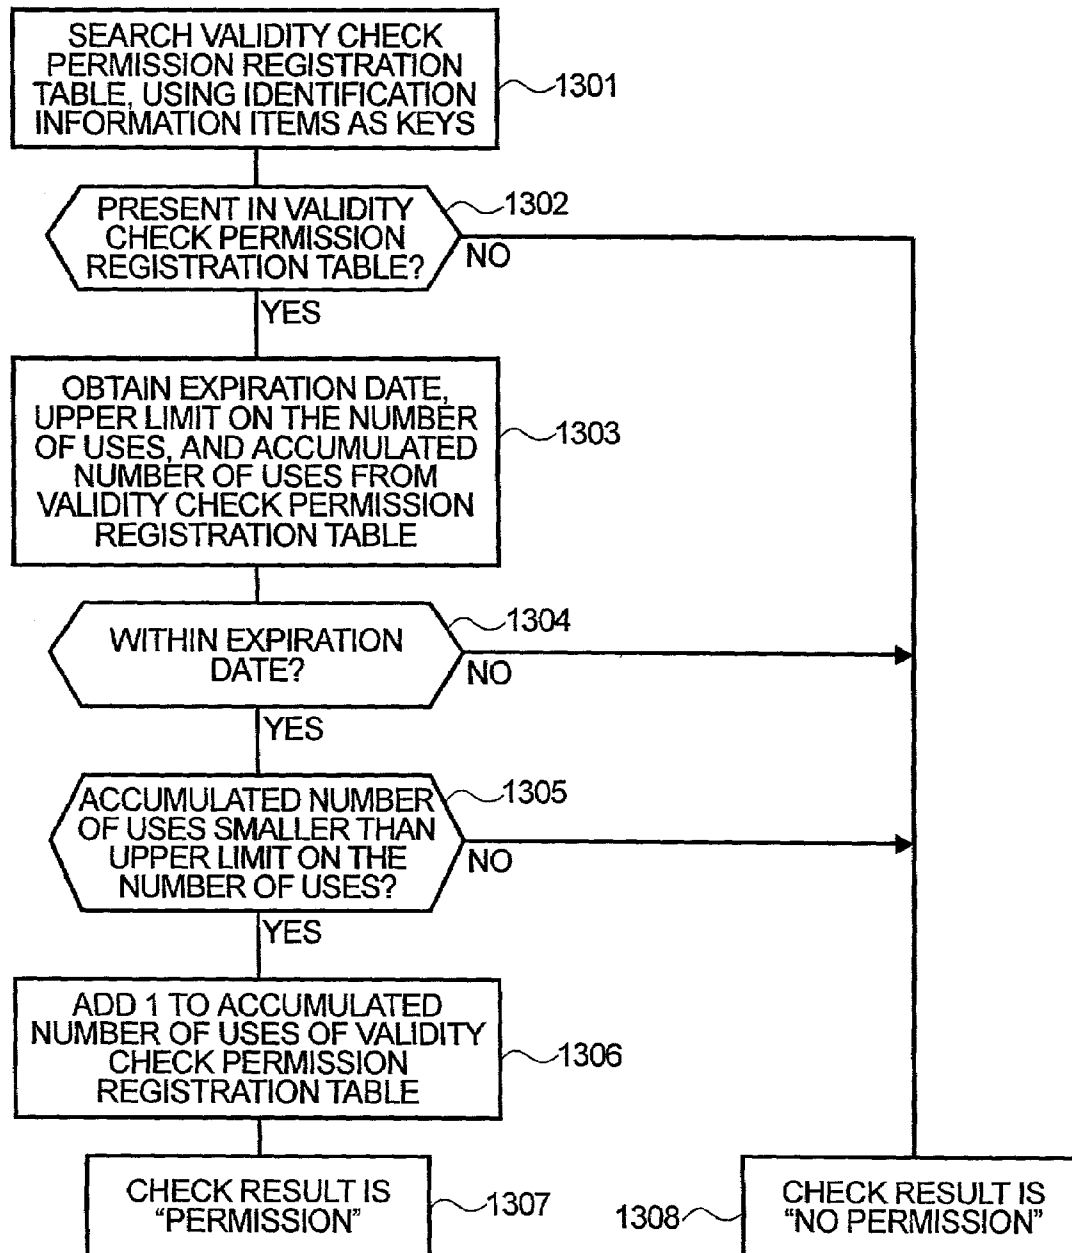 SEARCH VALIDITY CHECK
PERMISSION REGISTRATION
TABLE, USING IDENTIFICATION
INFORMATION ITEMS AS KEYS
1301
PRESENT IN VALIDITY
CHECK PERMISSION
REGISTRATION TABLE?
1302
NO
YES
OBTAIN EXPIRATION DATE,
UPPER LIMIT ON THE NUMBER
OF USES, AND ACCUMULATED
NUMBER OF USES FROM
VALIDITY CHECK PERMISSION
REGISTRATION TABLE
1303
WITHIN EXPIRATION
DATE?
1304
NO
YES
ACCUMULATED NUMBER
OF USES SMALLER THAN
UPPER LIMIT ON THE
NUMBER OF USES?
1305
NO
YES
ADD 1 TO ACCUMULATED
NUMBER OF USES OF VALIDITY
CHECK PERMISSION
REGISTRATION TABLE
1306
CHECK RESULT IS
“PERMISSION”
1307
1308
CHECK RESULT IS
“NO PERMISSION”